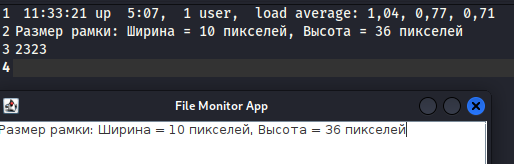 1  11:33:21 up  5:07,  1 user,  load average: 1,04, 0,77, 0,71
2 Размер рамки: Ширина = 10 пикселей, Высота = 36 пикселей
3 2323
4
File Monitor App
Размер рамки: Ширина = 10 пикселей, Высота = 36 пикселей